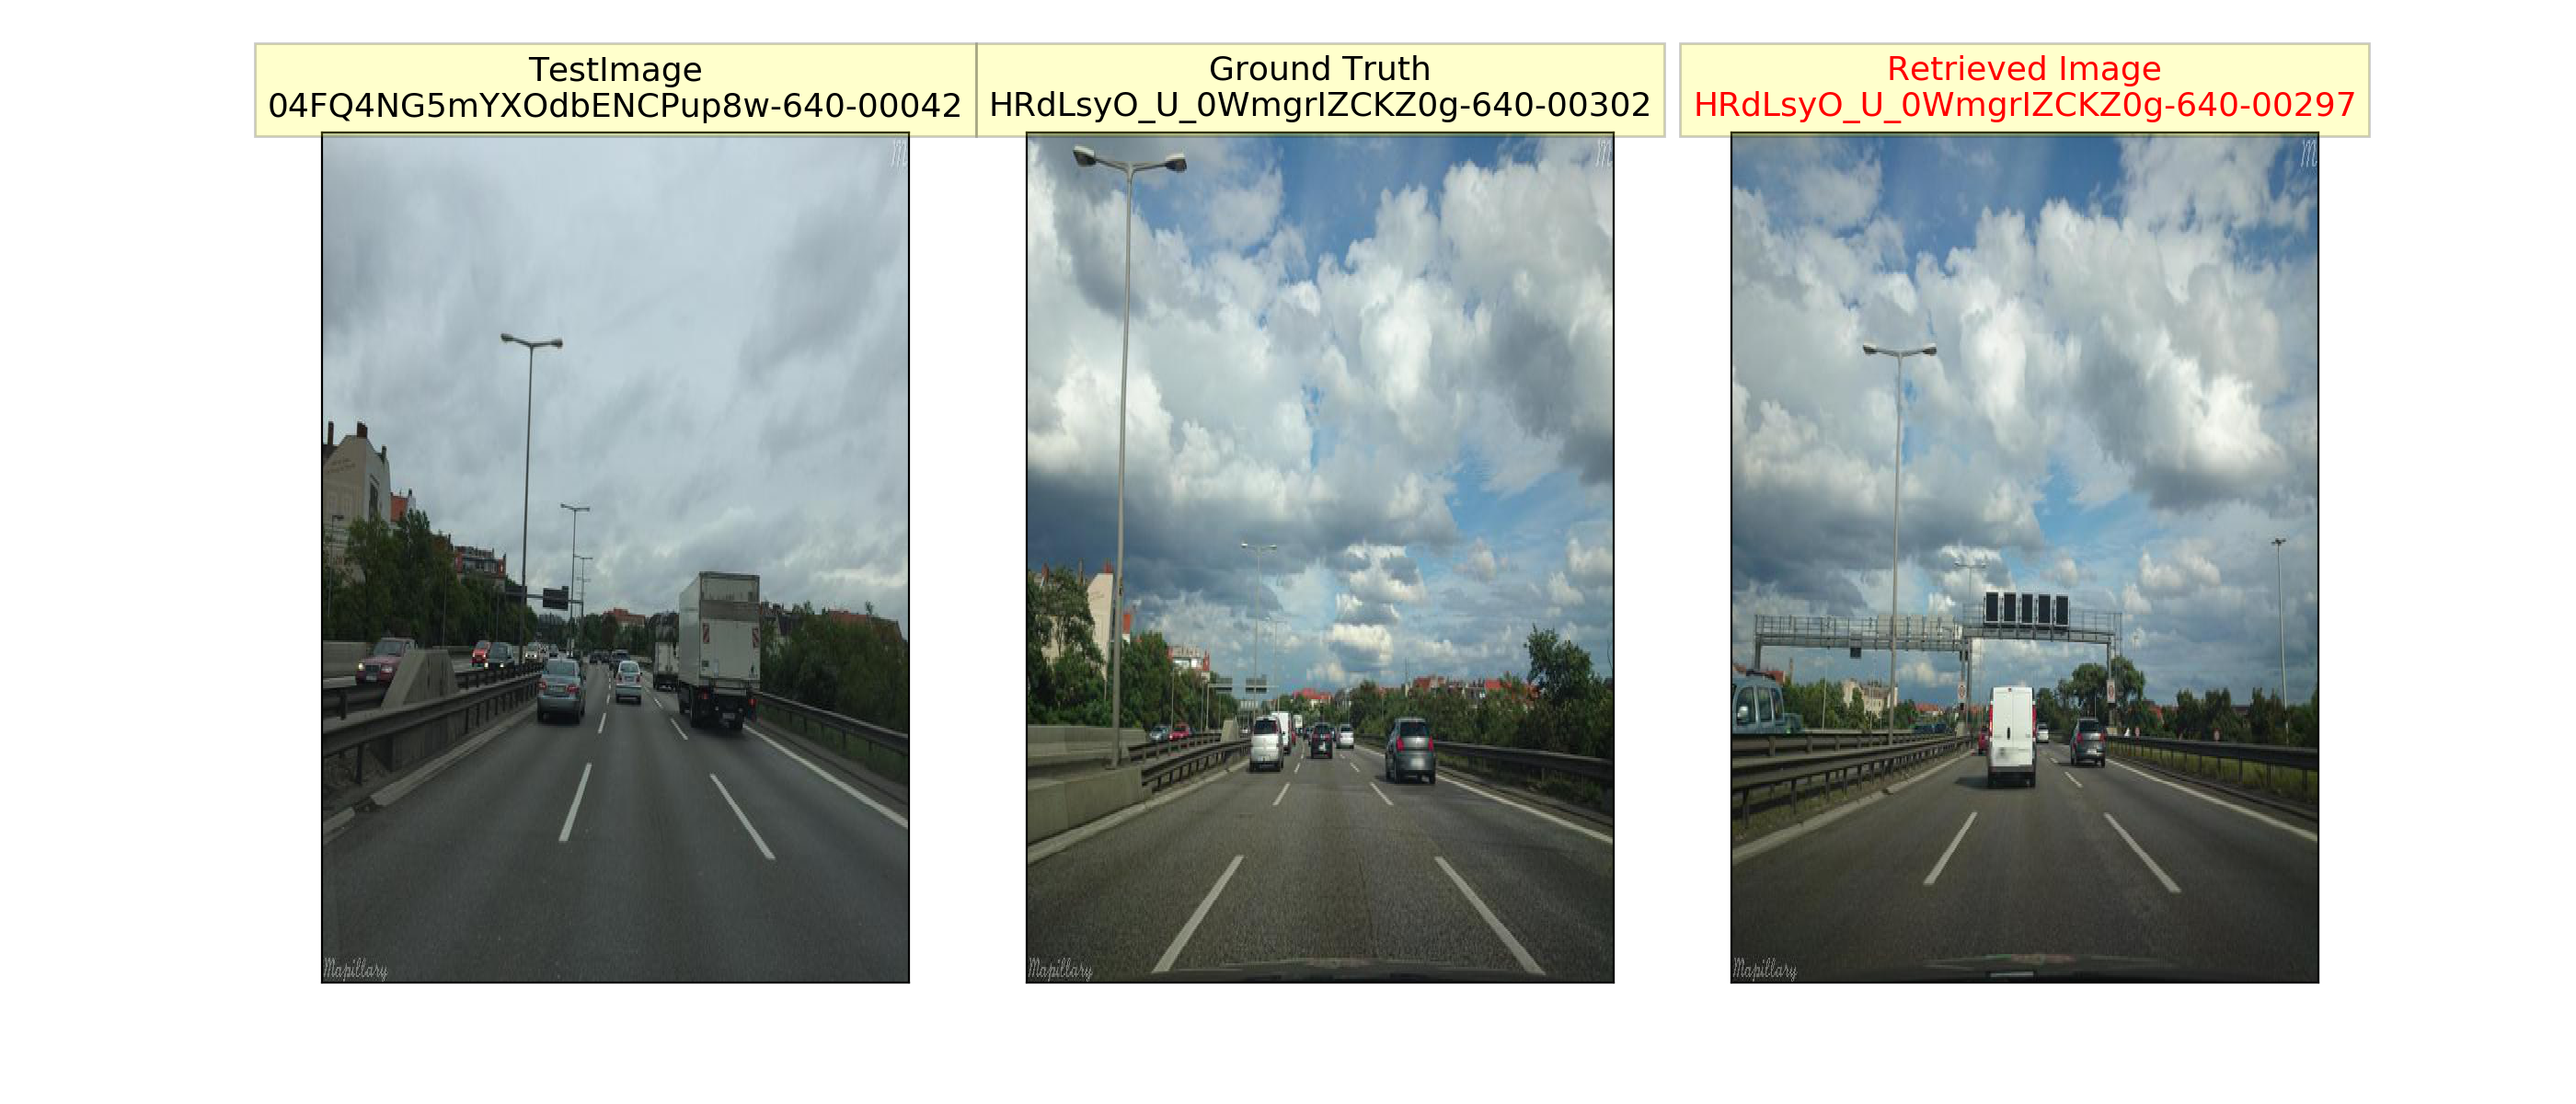 TestImage
04FQ4NG5mYXOdbENCPup8w-640-00042
Ground Truth
HRdLsyO_U_0WmgrIZCKZ0g-640-00302
Retrieved Image
HRdLsyO_U_0WmgrIZCKZ0g-640-00297
M
M
M
Mapillary
Mapillary
Mapillary